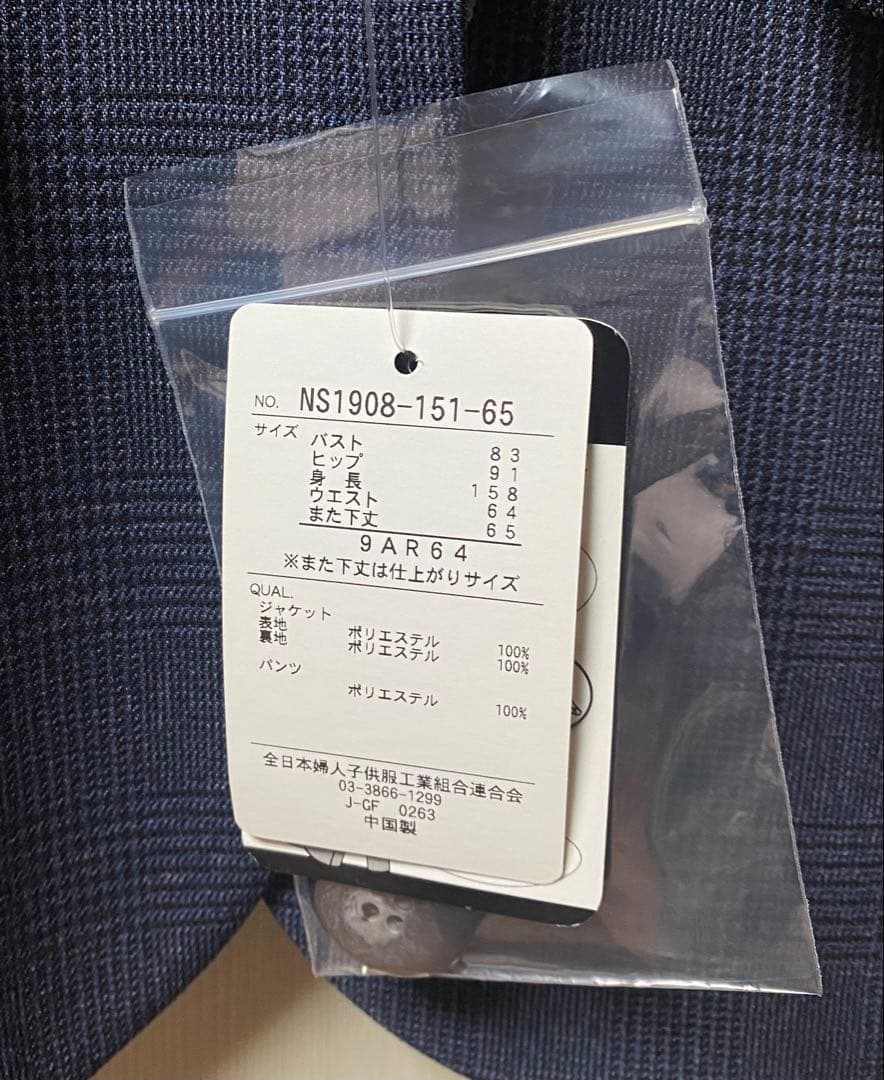 NO. NS1908-151-65
サイズ バスト 83
ヒップ 91
身 長 158
ウエスト 64
また下丈 65
9AR64
※また下丈は仕上がりサイズ
QUAL.
ジャケット
表地 ポリエステル 100%
裏地 ポリエステル 100%
パンツ
ポリエステル 100%
全日本婦人子供服工業組合連合会
03-3866-1299
J-GF 0263
中国製